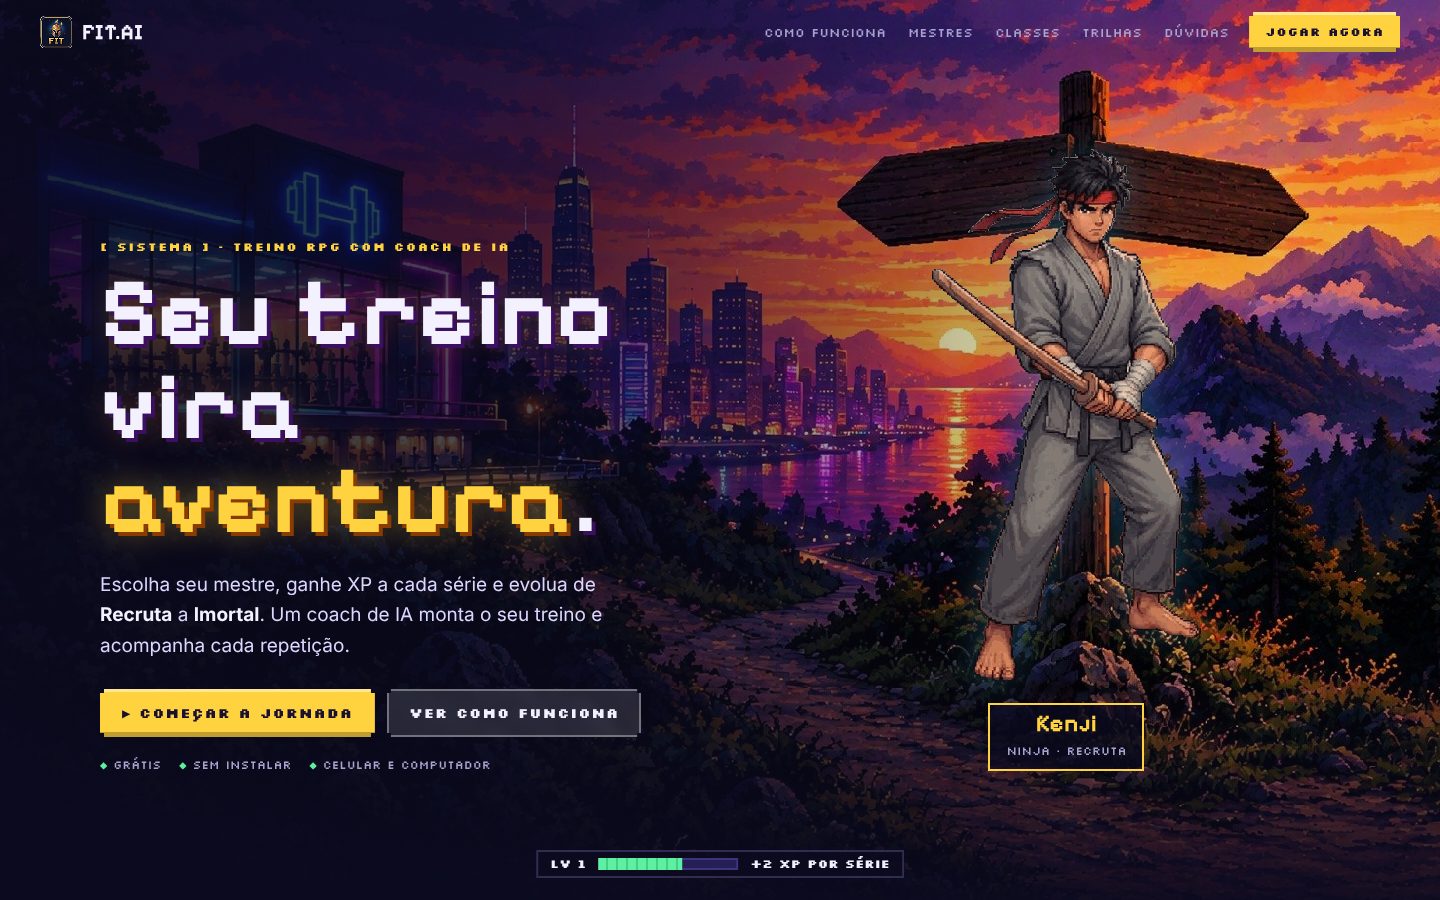 FIT
FIT.AI
COMO FUNCIONA
MESTRES
CLASSES
TRILHAS
DÚVIDAS
JOGAR AGORA
[ SISTEMA ] · TREINO RPG COM COACH DE IA
Seu treino
vira
aventura.
Escolha seu mestre, ganhe XP a cada série e evolua de
Recruta a Imortal. Um coach de IA monta o seu treino e
acompanha cada repetição.
▶ COMEÇAR A JORNADA
VER COMO FUNCIONA
◆ GRÁTIS ◆ SEM INSTALAR ◆ CELULAR E COMPUTADOR
Kenji
NINJA · RECRUTA
LV 1
+2 XP POR SÉRIE